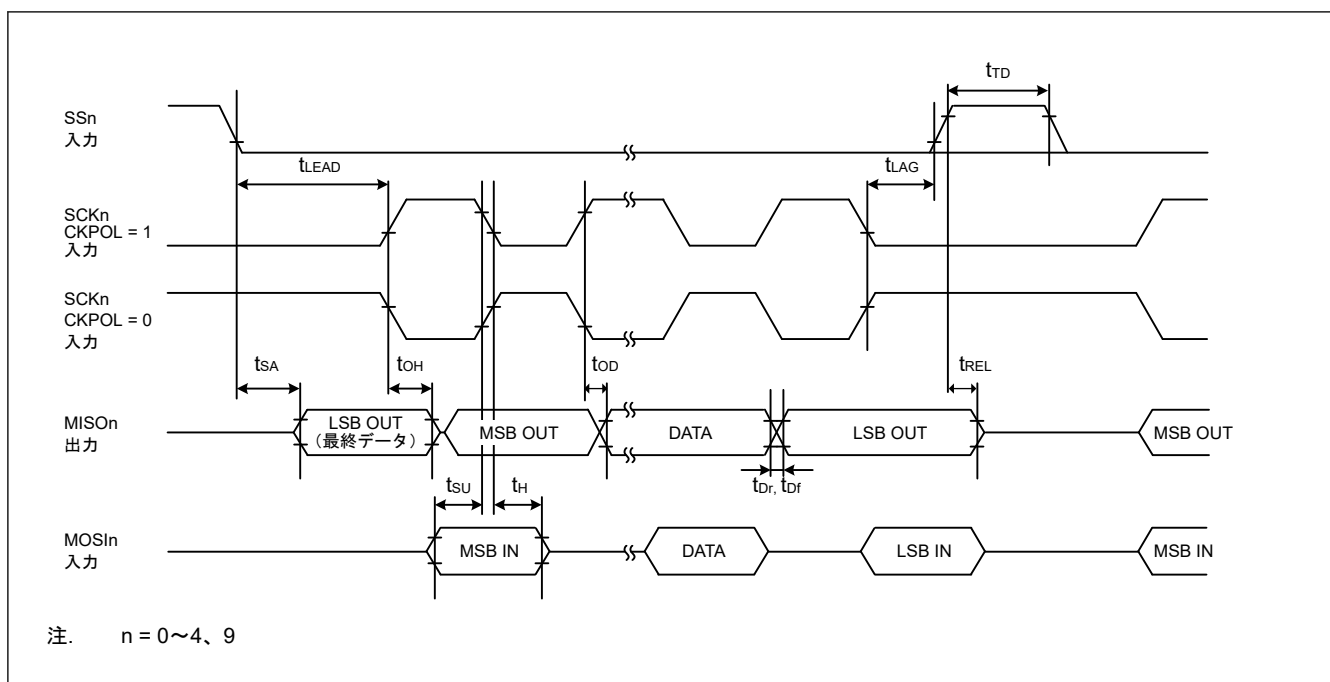 tTD
SSn
入力
tLEAD
tLAG
SCKn
CKPOL = 1
入力
SCKn
CKPOL = 0
入力
tSA
tOH
tOD
tREL
MISOn
出力
LSB OUT
（最終データ）
MSB OUT
DATA
LSB OUT
MSB OUT
tSU
tH
tDr, tDf
MOSIn
入力
MSB IN
DATA
LSB IN
MSB IN
注. n = 0～4、9